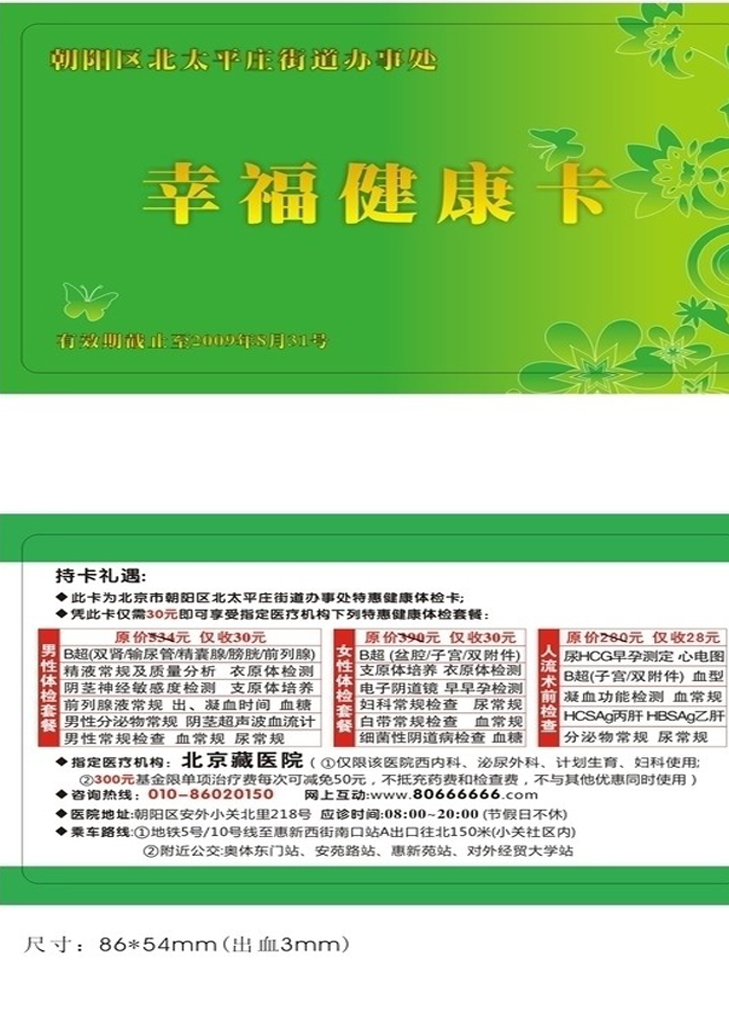 朝阳区北太平庄街道办事处
幸福健康卡
有效期截止至2009年8月31号
持卡礼遇:
◆此卡为北京市朝阳区北太平庄街道办事处特惠健康体检卡;
◆凭此卡仅需30元即可享受指定医疗机构下列特惠健康体检套餐:
男性体检套餐
原价334元 仅收30元
B超(双肾/输尿管/精囊腺/膀胱/前列腺)
精液常规及质量分析 衣原体检测
阴茎神经敏感度检测 支原体培养
前列腺液常规 出、凝血时间 血糖
男性分泌物常规 阴茎超声波血流计
男性常规检查 血常规 尿常规
女性体检套餐
原价390元 仅收30元
B超 (盆腔/子宫/双附件)
支原体培养 衣原体检测
电子阴道镜 早早孕检测
妇科常规检查 尿常规
白带常规检查 血常规
细菌性阴道病检查 血糖
人流术前检查
原价280元 仅收28元
尿HCG早孕测定 心电图
B超(子宫/双附件) 血型
凝血功能检测 血常规
HCSAg丙肝 HBSAg乙肝
分泌物常规 尿常规
◆指定医疗机构: 北京藏医院 (①仅限该医院西内科、泌尿外科、计划生育、妇科使用;
②300元基金限单项治疗费每次可减免50元，不抵充药费和检查费，不与其他优惠同时使用)
◆咨询热线: 010-86020150 网上互动:www.80666666.com
◆医院地址:朝阳区安外小关北里218号 应诊时间:08:00~20:00 (节假日不休)
◆乘车路线:①地铁5号/10号线至惠新西街南口站A出口往北150米(小关社区内)
②附近公交:奥体东门站、安苑路站、惠新苑站、对外经贸大学站
尺寸: 86*54mm(出血3mm)